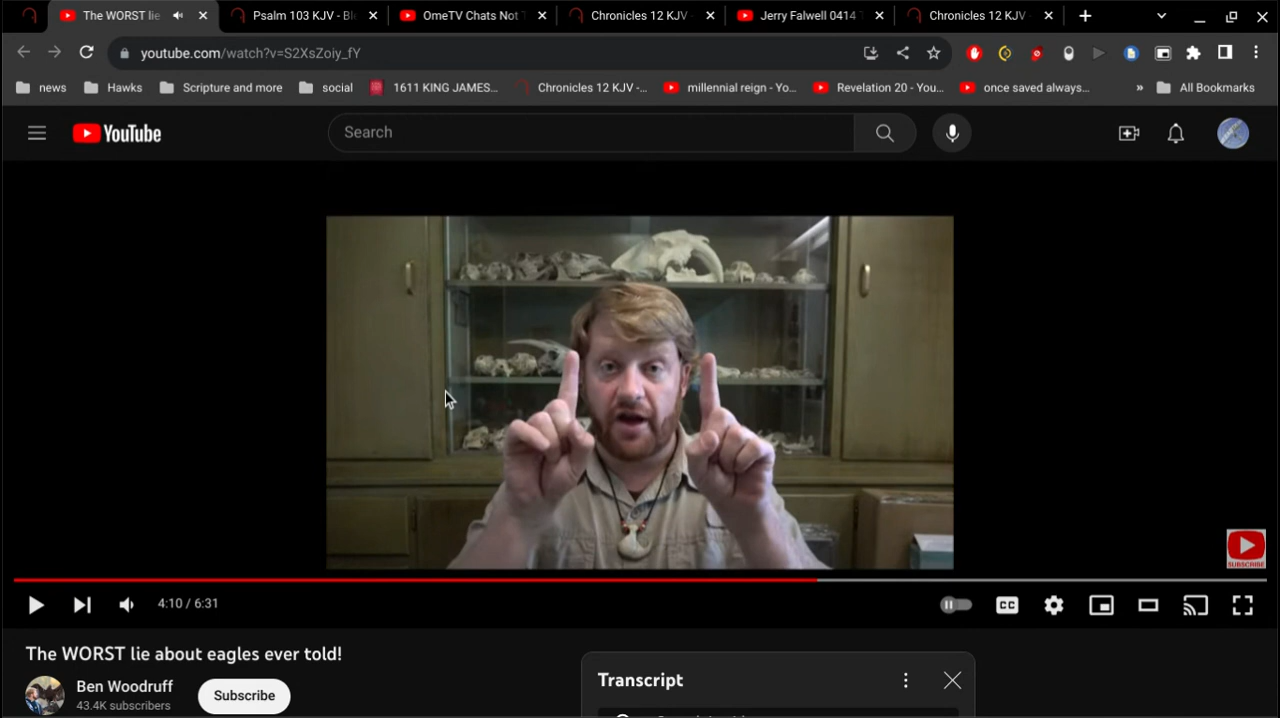 The WORST lie
Psalm 103 KJV - Bl
OmeTV Chats Not T
Chronicles 12 KJV -
Jerry Falwell 0414 T
Chronicles 12 KJV -
youtube.com/watch?v=S2XsZoiy_fY
news
Hawks
Scripture and more
social
1611 KING JAMES...
Chronicles 12 KJV -...
millennial reign - Yo...
Revelation 20 - You...
once saved always...
»
All Bookmarks
YouTube
Search
SUBSCRIBE
4:10 / 6:31
CC
The WORST lie about eagles ever told!
Ben Woodruff
43.4K subscribers
Subscribe
Transcript